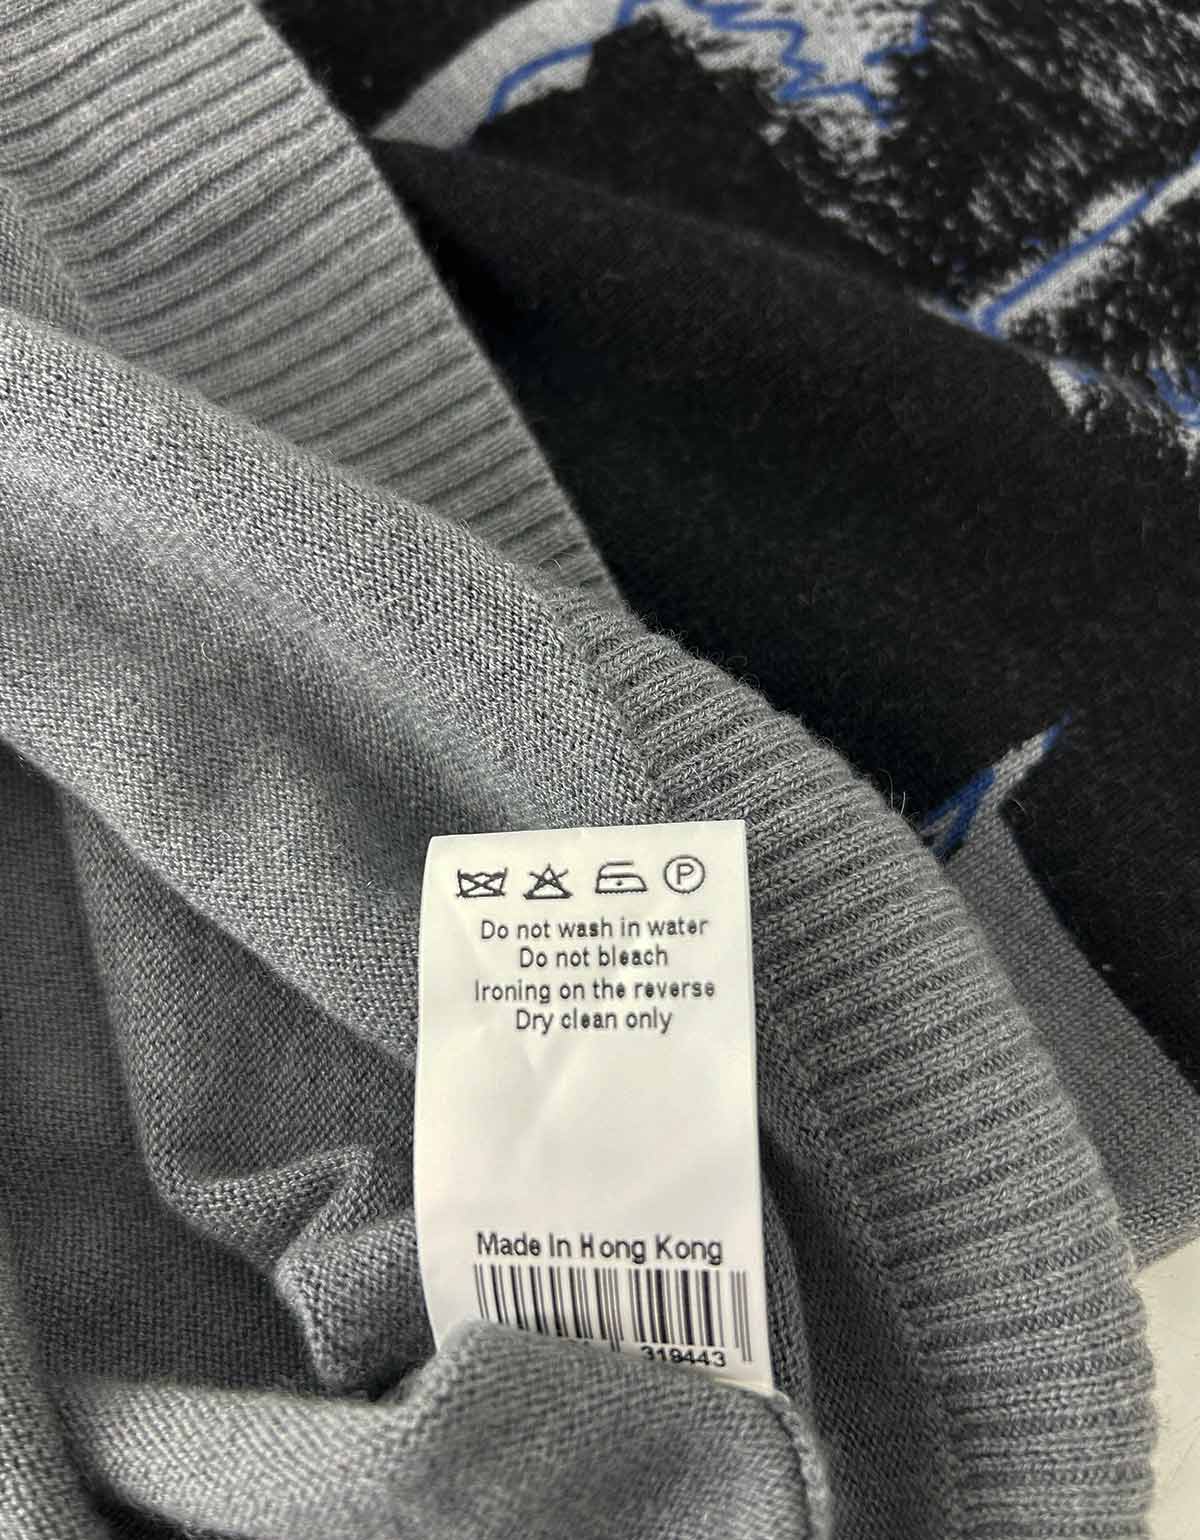 P
Do not wash in water
Do not bleach
Ironing on the reverse
Dry clean only
Made In Hong Kong
319443